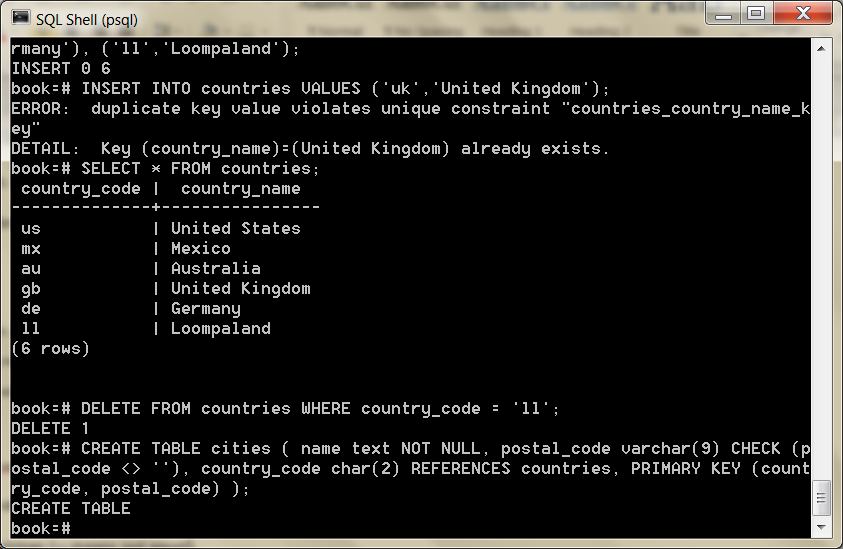 SQL Shell (psql)
rmany'), ('ll','Loompaland');
INSERT 0 6
book=# INSERT INTO countries VALUES ('uk','United Kingdom');
ERROR:  duplicate key value violates unique constraint "countries_country_name_k
ey"
DETAIL:  Key (country_name)=(United Kingdom) already exists.
book=# SELECT * FROM countries;
 country_code |  country_name
--------------+----------------
 us           | United States
 mx           | Mexico
 au           | Australia
 gb           | United Kingdom
 de           | Germany
 ll           | Loompaland
(6 rows)
book=# DELETE FROM countries WHERE country_code = 'll';
DELETE 1
book=# CREATE TABLE cities ( name text NOT NULL, postal_code varchar(9) CHECK (p
ostal_code <> ''), country_code char(2) REFERENCES countries, PRIMARY KEY (count
ry_code, postal_code) );
CREATE TABLE
book=#